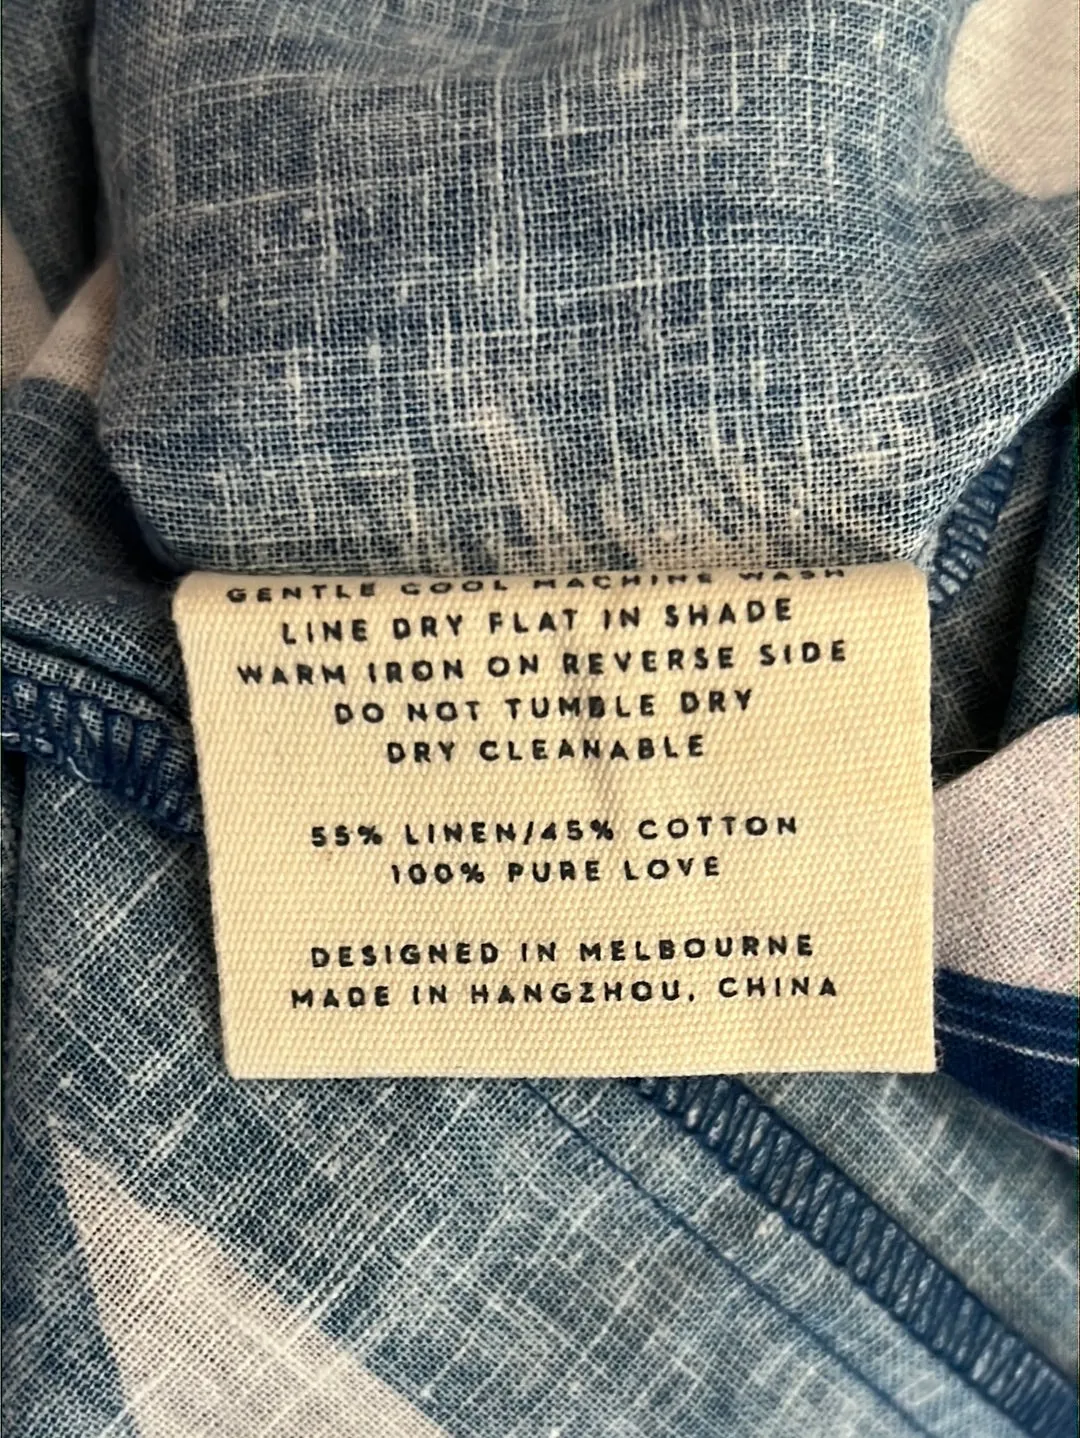 GENTLE COOL MACHINE WASH
LINE DRY FLAT IN SHADE
WARM IRON ON REVERSE SIDE
DO NOT TUMBLE DRY
DRY CLEANABLE
55% LINEN/45% COTTON
100% PURE LOVE
DESIGNED IN MELBOURNE
MADE IN HANGZHOU, CHINA